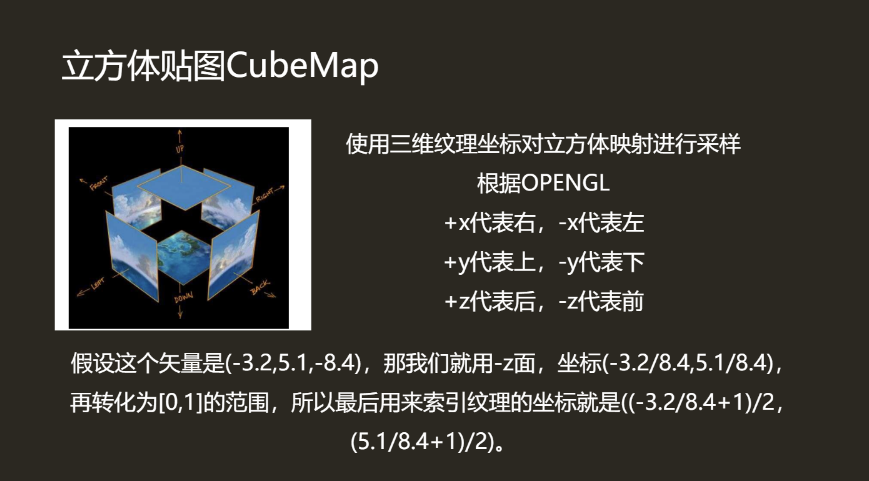 立方体贴图CubeMap
UP
FRONT
RIGHT
LEFT
DOWN
BACK
使用三维纹理坐标对立方体映射进行采样
根据OPENGL
+x代表右，-x代表左
+y代表上，-y代表下
+z代表后，-z代表前
假设这个矢量是(-3.2,5.1,-8.4)，那我们就用-z面，坐标(-3.2/8.4,5.1/8.4)，
再转化为[0,1]的范围，所以最后用来索引纹理的坐标就是((-3.2/8.4+1)/2，
(5.1/8.4+1)/2)。